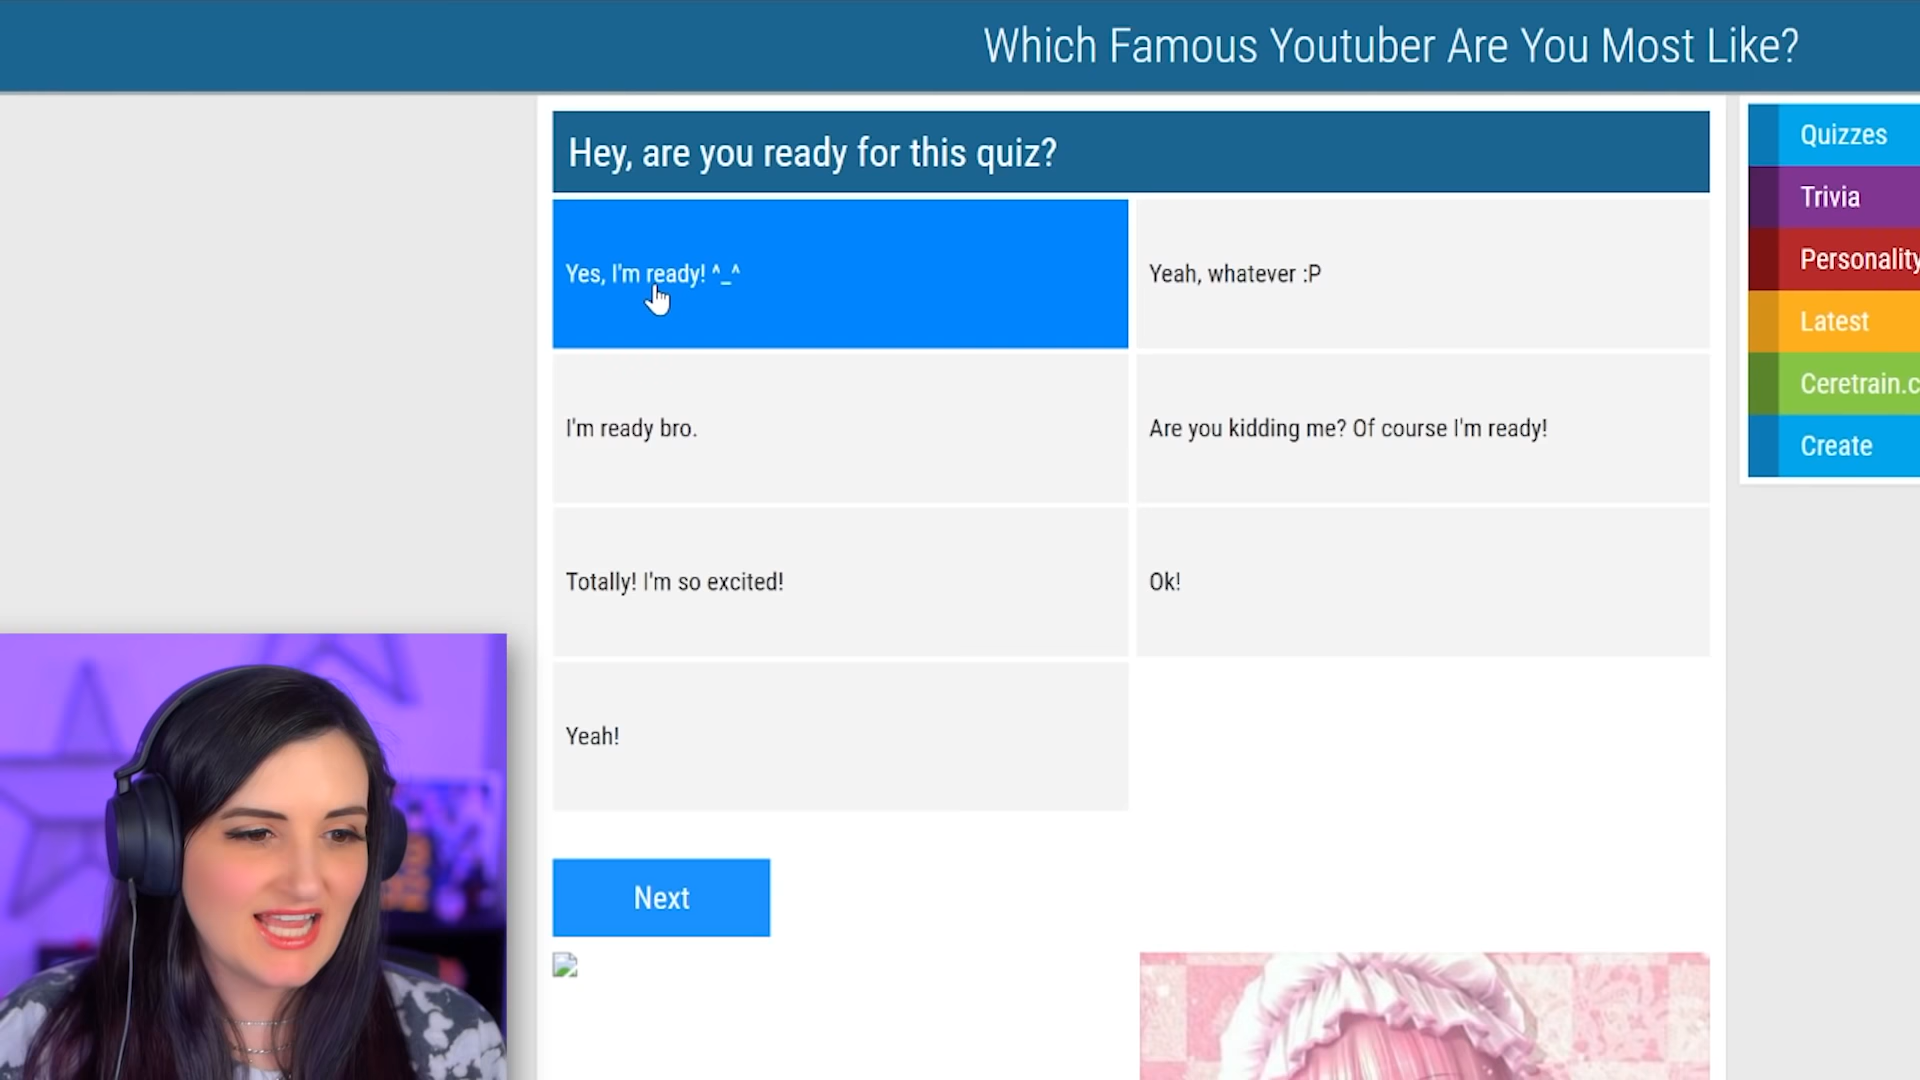 Which Famous Youtuber Are You Most Like?
Hey, are you ready for this quiz?
Yes, I'm ready! ^_^
Yeah, whatever :P
I'm ready bro.
Are you kidding me? Of course I'm ready!
Totally! I'm so excited!
Ok!
Yeah!
Next
Quizzes
Trivia
Personality
Latest
Ceretrain.c
Create